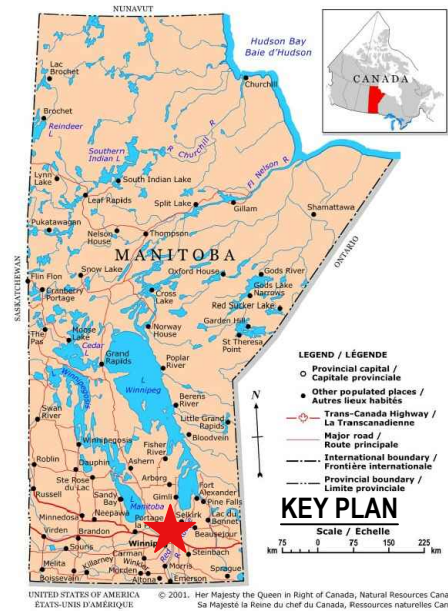 NUNAVUT
Hudson Bay
Baie d'Hudson
CANADA
Lac
Brochet
Churchill
Brochet
Reindeer
L
Southern
Indian L
Churchill R
Fl Nelson R
Lynn
Lake
South Indian Lake
Leaf Rapids
Split Lake
Gillam
Shamattawa
Pukatawagan
Nelson
House
Thompson
MANITOBA
ONTARIO
SASKATCHEWAN
Flin Flon
Snow Lake
Oxford House
Gods River
Cranberry
Portage
Cross
Lake
Gods Lake
Narrows
Red Sucker Lake
The
Pas
Moose
Lake
Norway
House
Garden Hill
Cedar
L
St Theresa
Point
Grand
Rapids
Poplar
River
L
Winnipegosis
L
Winnipeg
Berens
River
Swan
River
Little Grand
Rapids
Bloodvein
Winnipegosis
Fisher
River
Roblin
Dauphin
Ashern
Ste Rose
du Lac
Arborg
Fort
Alexander
Russell
Sandy
Bay
L
Manitoba
Gimli
Pine Falls
Minnedosa
Neepawa
Portage
la
Selkirk
Lac du
Bonnet
Virden
Brandon
Beausejour
Souris
Winnip
Carman
Red R
Steinbach
Melita
Killarney
Winkler
Morden
Morris
Boissevain
Altona
Emerson
Sprague
LEGEND / LÉGENDE
Provincial capital /
Capitale provinciale
Other populated places /
Autres lieux habités
Trans-Canada Highway /
La Transcanadienne
Major road /
Route principale
International boundary /
Frontière internationale
Provincial boundary /
Limite provinciale
N
KEY PLAN
Scale / Échelle
75 0 75 150 225
km km
UNITED STATES OF AMERICA
ÉTATS-UNIS D'AMÉRIQUE
© 2001. Her Majesty the Queen in Right of Canada, Natural Resources Cana
Sa Majesté la Reine du chef du Canada, Ressources naturelles Can